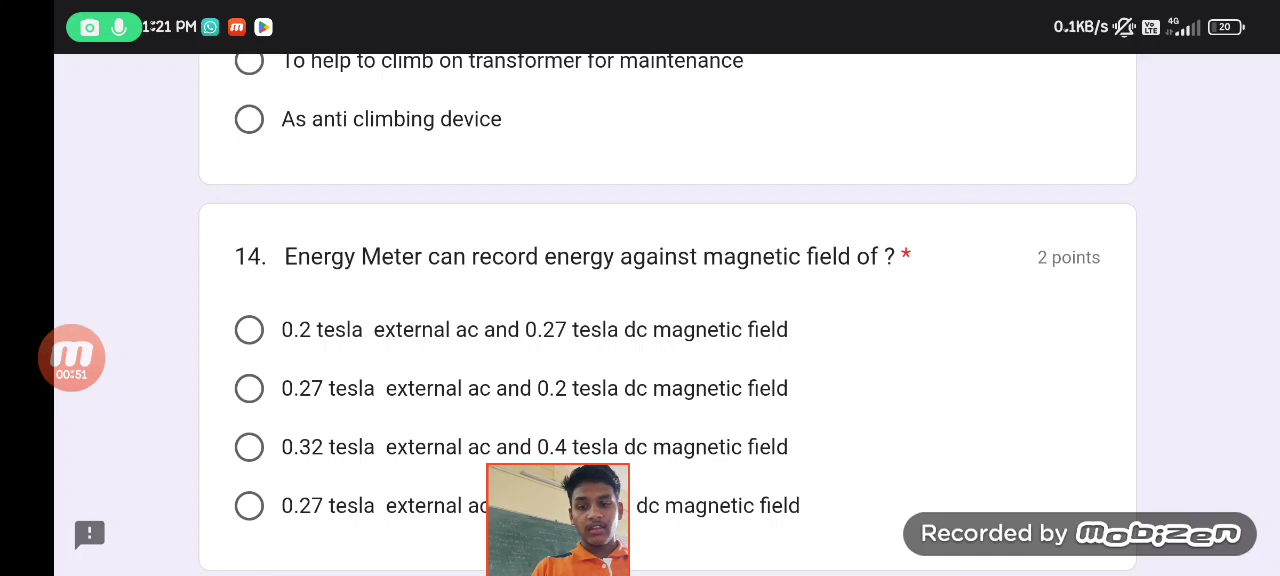 1:21 PM m 0.1KB/s Vo LTE 4G 20
To help to climb on transformer for maintenance
As anti climbing device
14. Energy Meter can record energy against magnetic field of ? * 2 points
0.2 tesla external ac and 0.27 tesla dc magnetic field
0.27 tesla external ac and 0.2 tesla dc magnetic field
m
00:51
0.32 tesla external ac and 0.4 tesla dc magnetic field
0.27 tesla external dc magnetic field
Recorded by mobizen